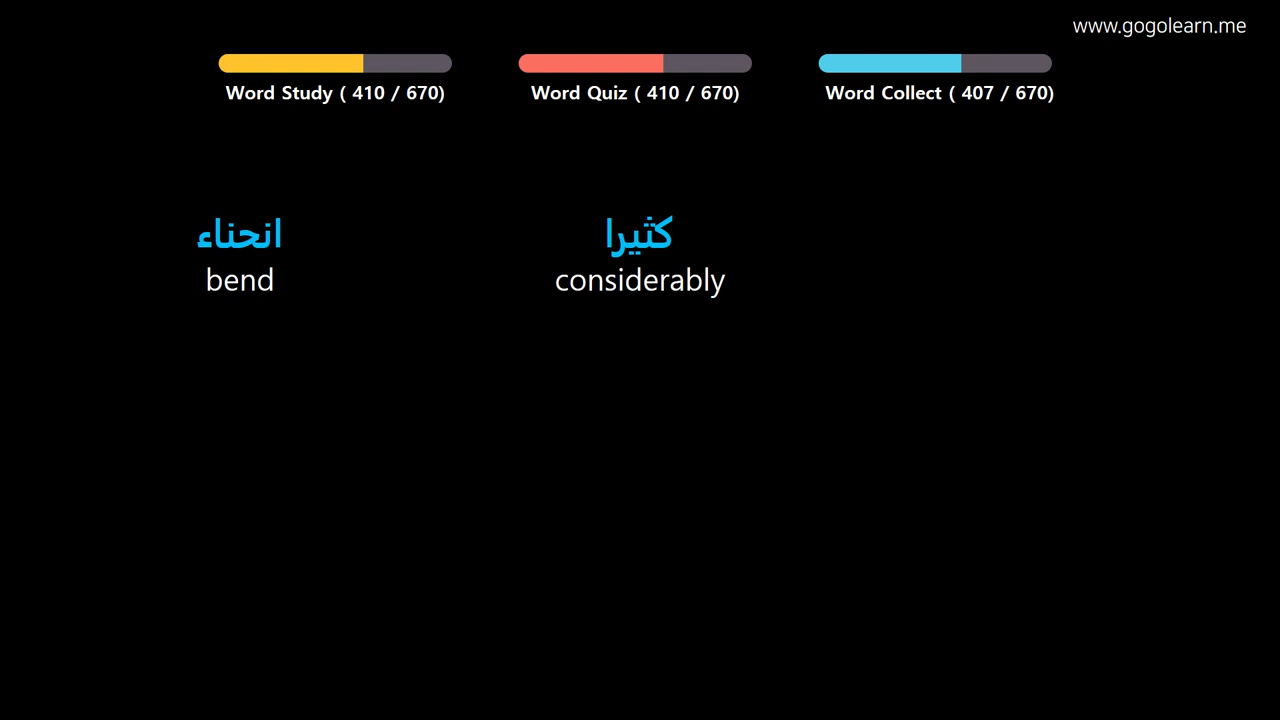 www.gogolearn.me
Word Study ( 410 / 670)
Word Quiz ( 410 / 670)
Word Collect ( 407 / 670)
انحناء
bend
كثيرا
considerably